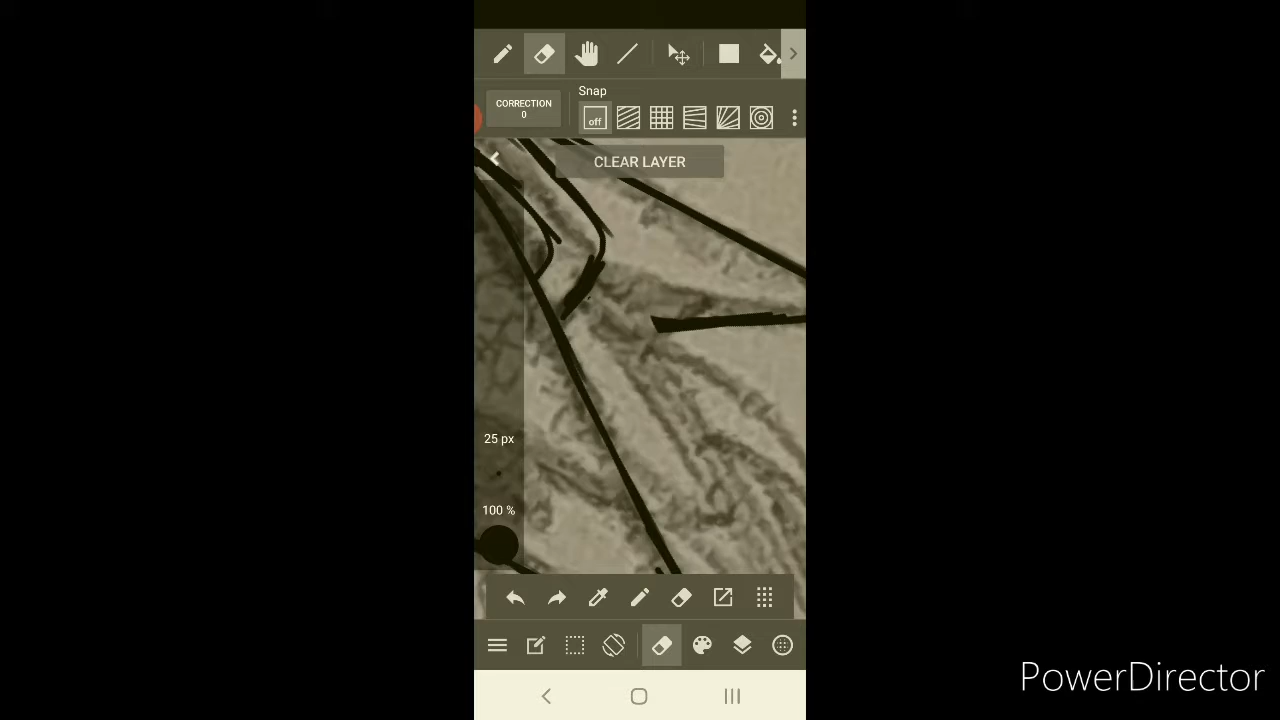 Snap
CORRECTION
0
off
CLEAR LAYER
25 px
100 %
PowerDirector